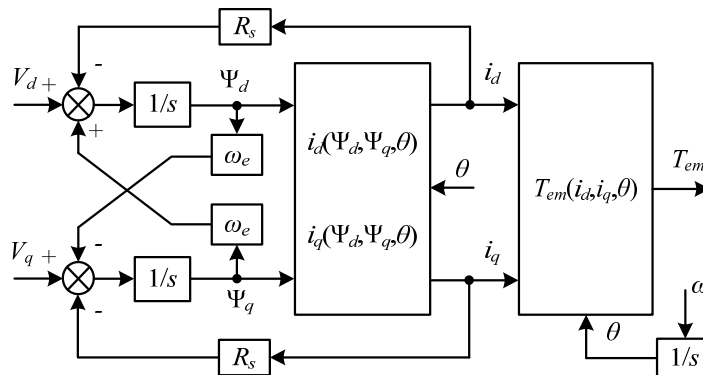 R_s
V_d +
-
+
1/s
Ψ_d
ω_e
i_d(Ψ_d,Ψ_q,θ)
i_d
θ
T_em(i_d,i_q,θ)
T_em
ω_e
i_q(Ψ_d,Ψ_q,θ)
V_q +
-
-
1/s
Ψ_q
i_q
R_s
θ
ω
1/s